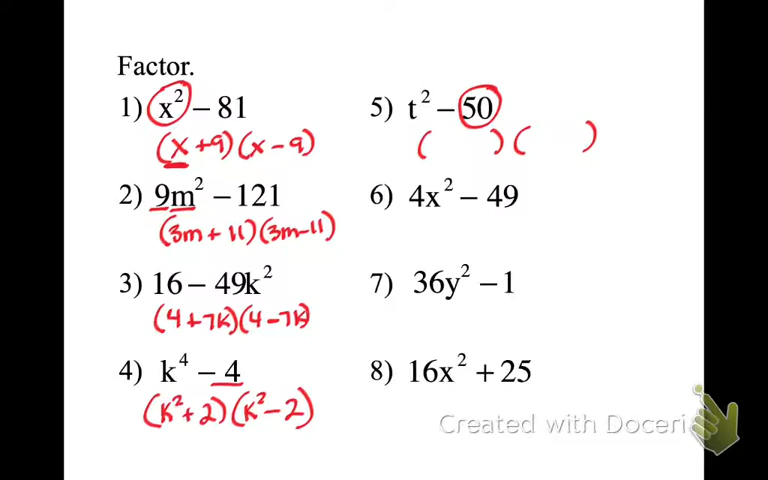 Factor.
1) x² − 81
(x + 9)(x − 9)
2) 9m² − 121
(3m + 11)(3m − 11)
3) 16 − 49k²
(4 + 7k)(4 − 7k)
4) k⁴ − 4
(k² + 2)(k² − 2)
5) t² − 50
( )( )
6) 4x² − 49
7) 36y² − 1
8) 16x² + 25
Created with Doceri